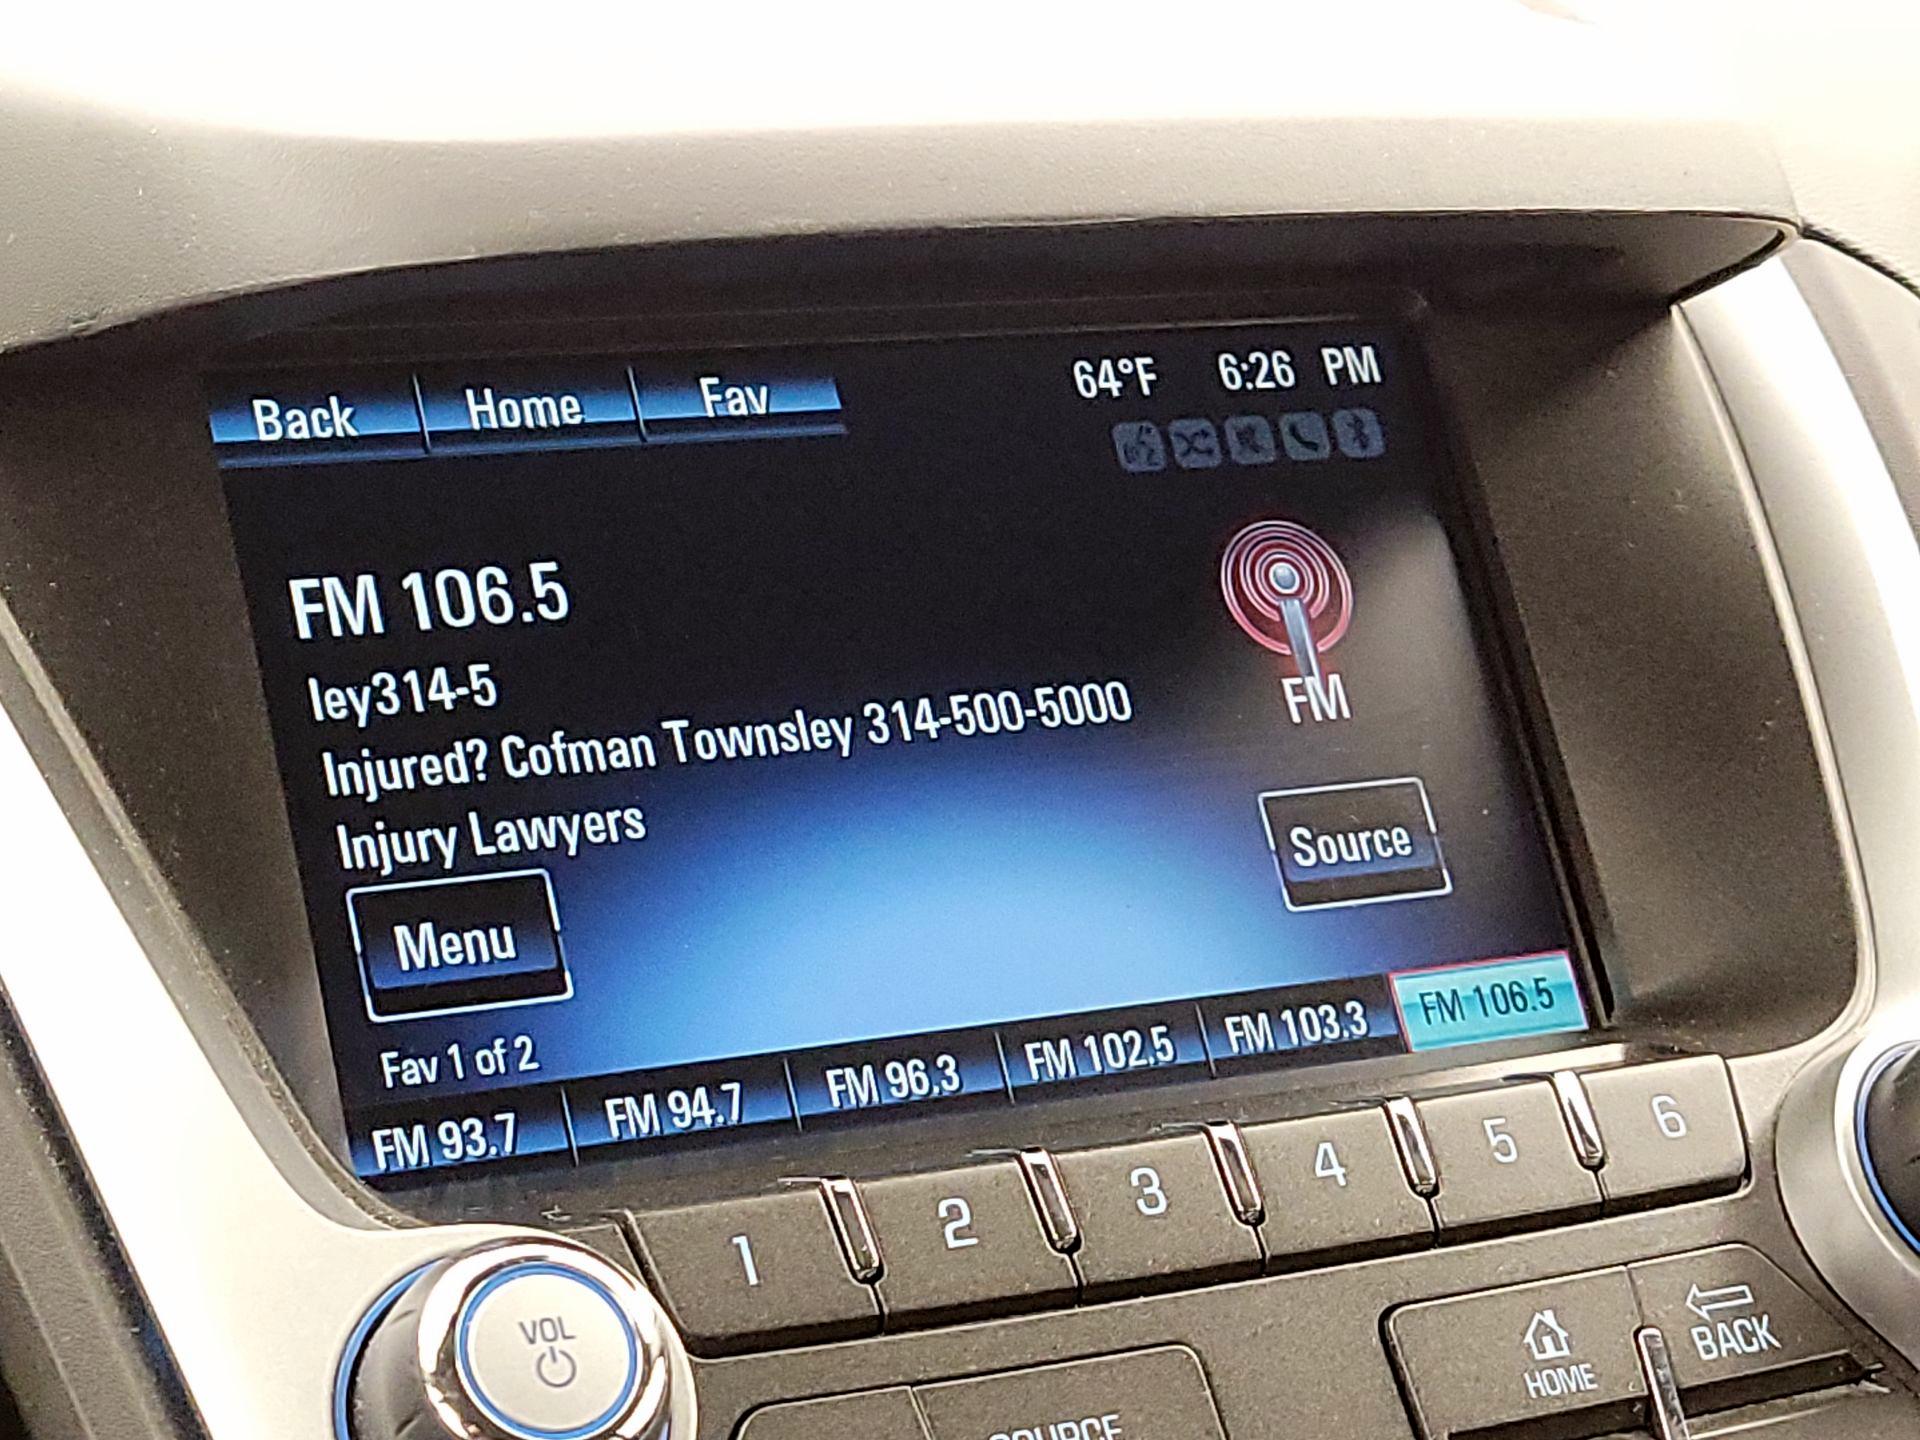 Back Home Fav 64°F 6:26 PM
FM 106.5
ley314-5
Injured? Cofman Townsley 314-500-5000
Injury Lawyers
FM
Source
Menu
Fav 1 of 2
FM 93.7 FM 94.7 FM 96.3 FM 102.5 FM 103.3 FM 106.5
1 2 3 4 5 6
VOL
HOME
BACK
SOURCE